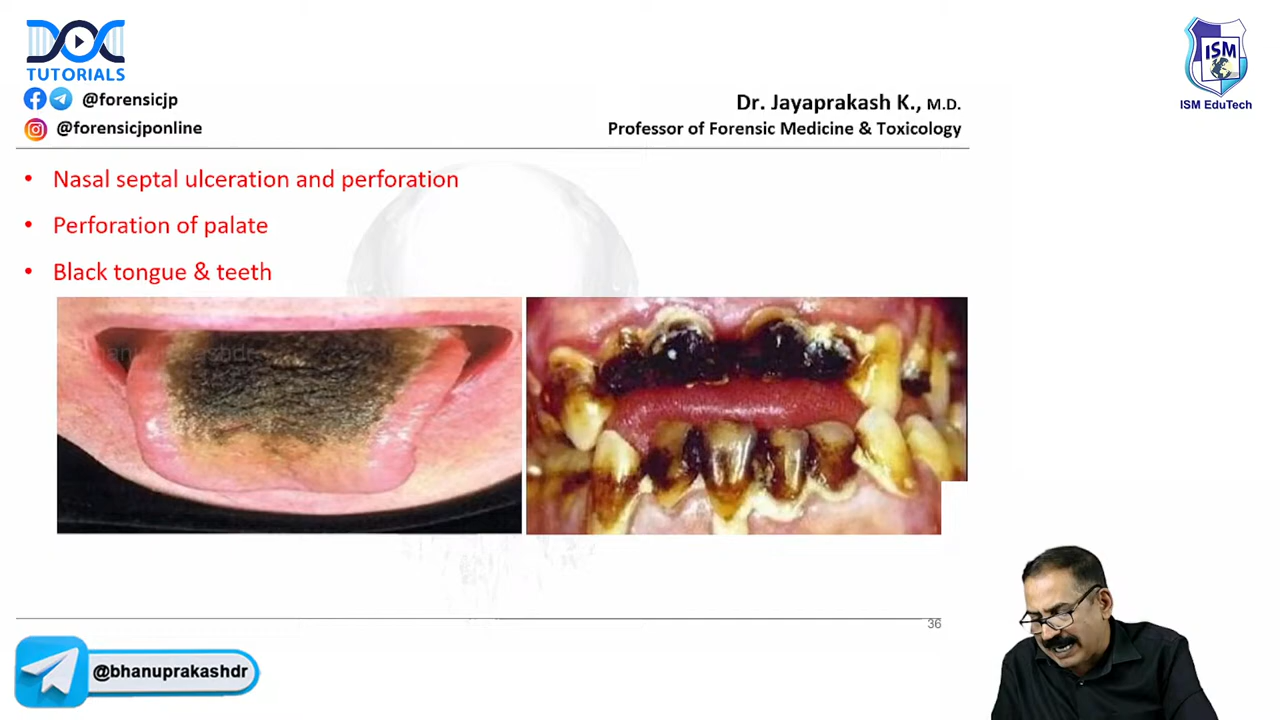 DOC
TUTORIALS
@forensicjp
@forensicjponline
Dr. Jayaprakash K., M.D.
Professor of Forensic Medicine & Toxicology
ISM
ISM EduTech
• Nasal septal ulceration and perforation
• Perforation of palate
• Black tongue & teeth
36
@bhanuprakashdr